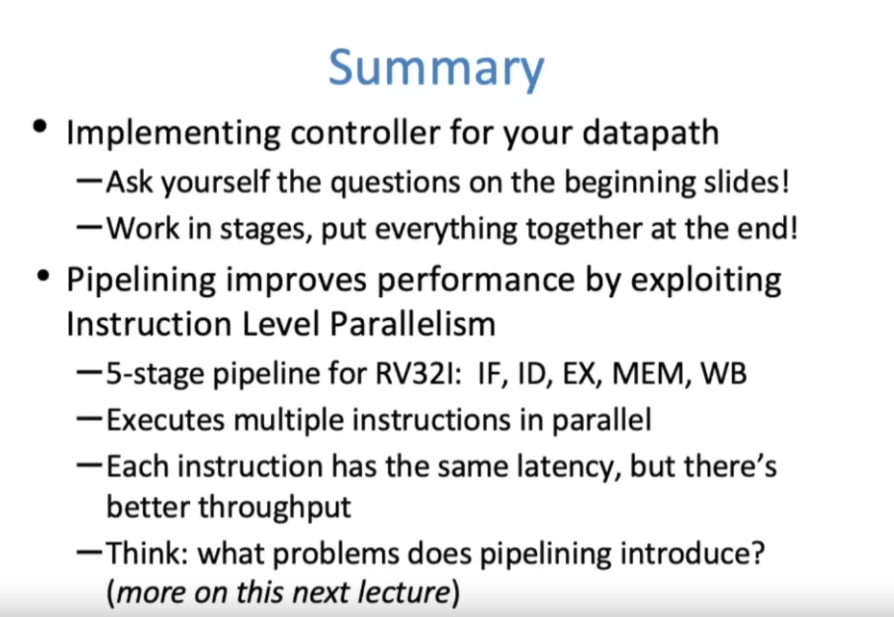 Summary
• Implementing controller for your datapath
—Ask yourself the questions on the beginning slides!
—Work in stages, put everything together at the end!
• Pipelining improves performance by exploiting
Instruction Level Parallelism
—5-stage pipeline for RV32I: IF, ID, EX, MEM, WB
—Executes multiple instructions in parallel
—Each instruction has the same latency, but there’s
better throughput
—Think: what problems does pipelining introduce?
(more on this next lecture)